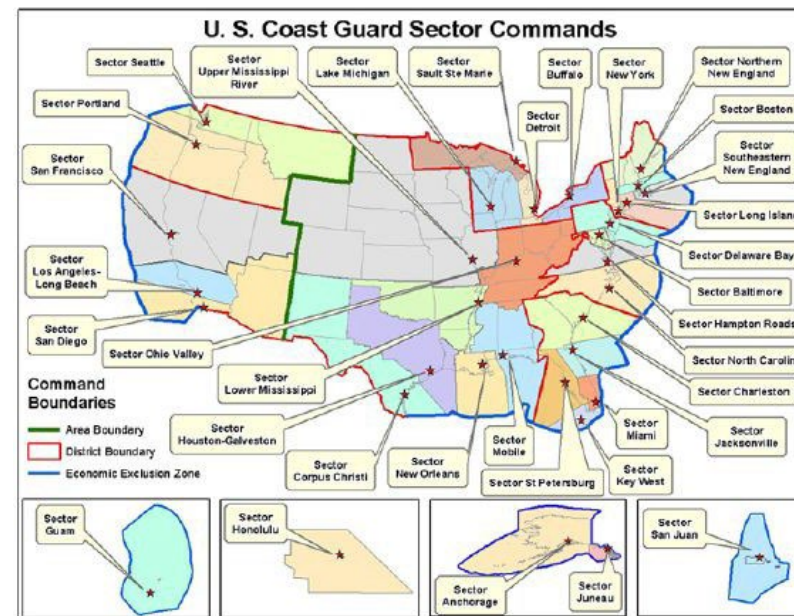 U. S. Coast Guard Sector Commands
Sector Seattle
Sector
Upper Mississippi
River
Sector
Lake Michigan
Sector
Sault Ste Marie
Sector
Buffalo
Sector
New York
Sector Northern
New England
Sector Portland
Sector
Detroit
Sector Boston
Sector
San Francisco
Sector
Southeastern
New England
Sector Long Island
Sector
Los Angeles-
Long Beach
Sector Delaware Bay
Sector Baltimore
Sector
San Diego
Sector Hampton Roads
Sector Ohio Valley
Sector North Carolin
Sector
Lower Mississippi
Sector Charleston
Command
Boundaries
Area Boundary
District Boundary
Economic Exclusion Zone
Sector
Houston-Galveston
Sector
Corpus Christi
Sector
New Orleans
Sector
Mobile
Sector St Petersburg
Sector
Key West
Sector
Miami
Sector
Jacksonville
Sector
Guam
Sector
Honolulu
Sector
Anchorage
Sector
Juneau
Sector
San Juan